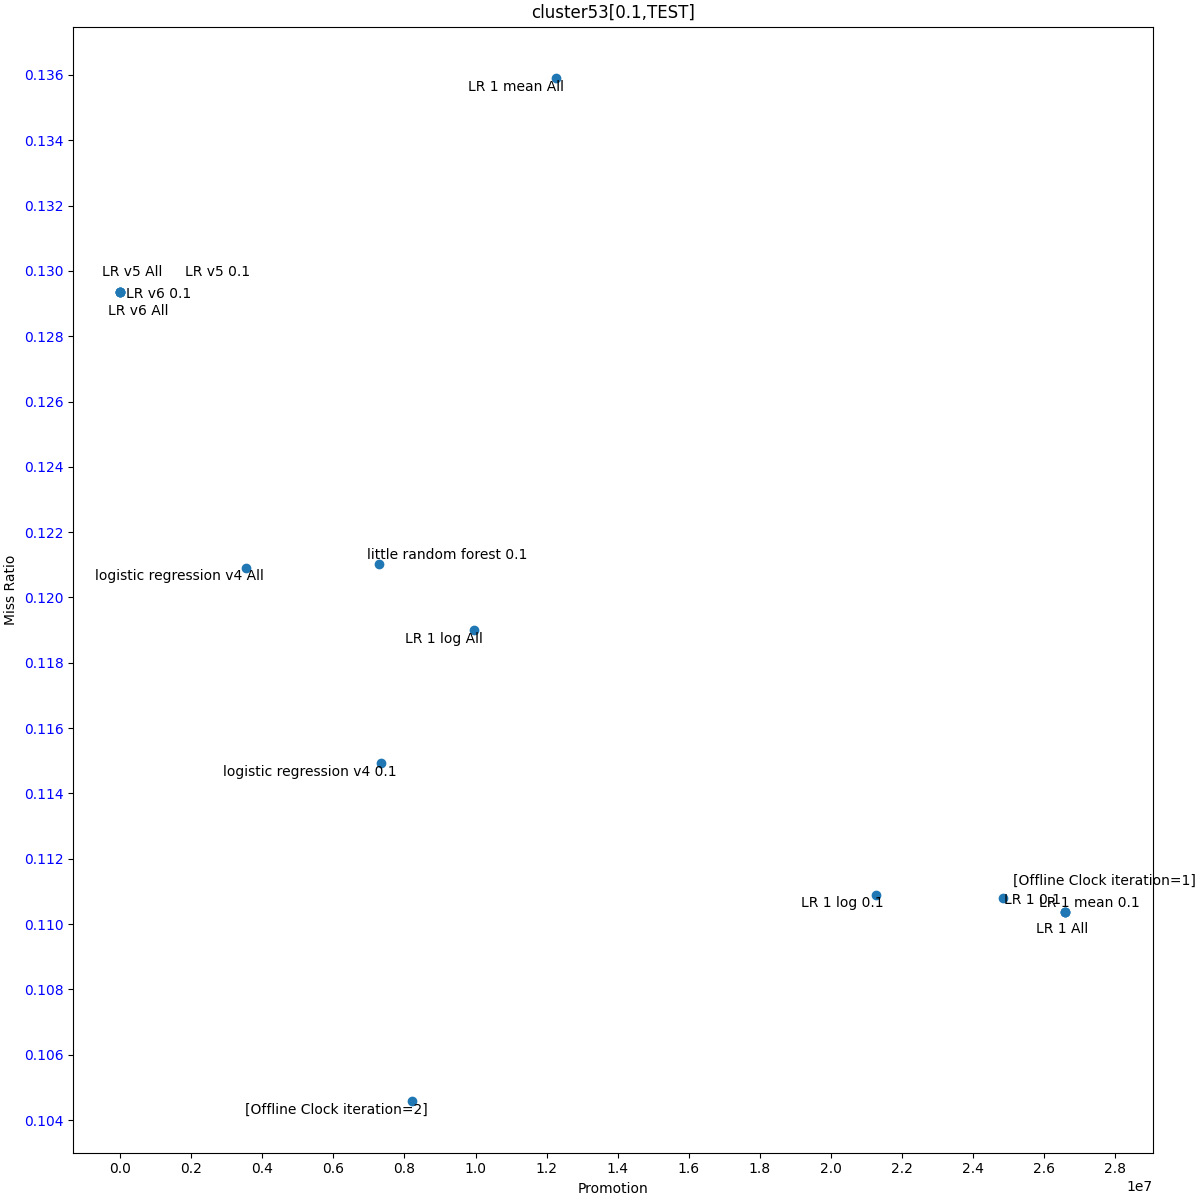 cluster53[0.1,TEST]
0.136
LR 1 mean All
0.134
0.132
0.130
LR v5 All
LR v5 0.1
LR v6 0.1
LR v6 All
0.128
0.126
0.124
0.122
little random forest 0.1
logistic regression v4 All
0.120
Miss Ratio
LR 1 log All
0.118
0.116
logistic regression v4 0.1
0.114
0.112
[Offline Clock iteration=1]
LR 1 log 0.1
LR 1 0.1
LR 1 mean 0.1
LR 1 All
0.110
0.108
0.106
[Offline Clock iteration=2]
0.104
0.0 0.2 0.4 0.6 0.8 1.0 1.2 1.4 1.6 1.8 2.0 2.2 2.4 2.6 2.8
1e7
Promotion